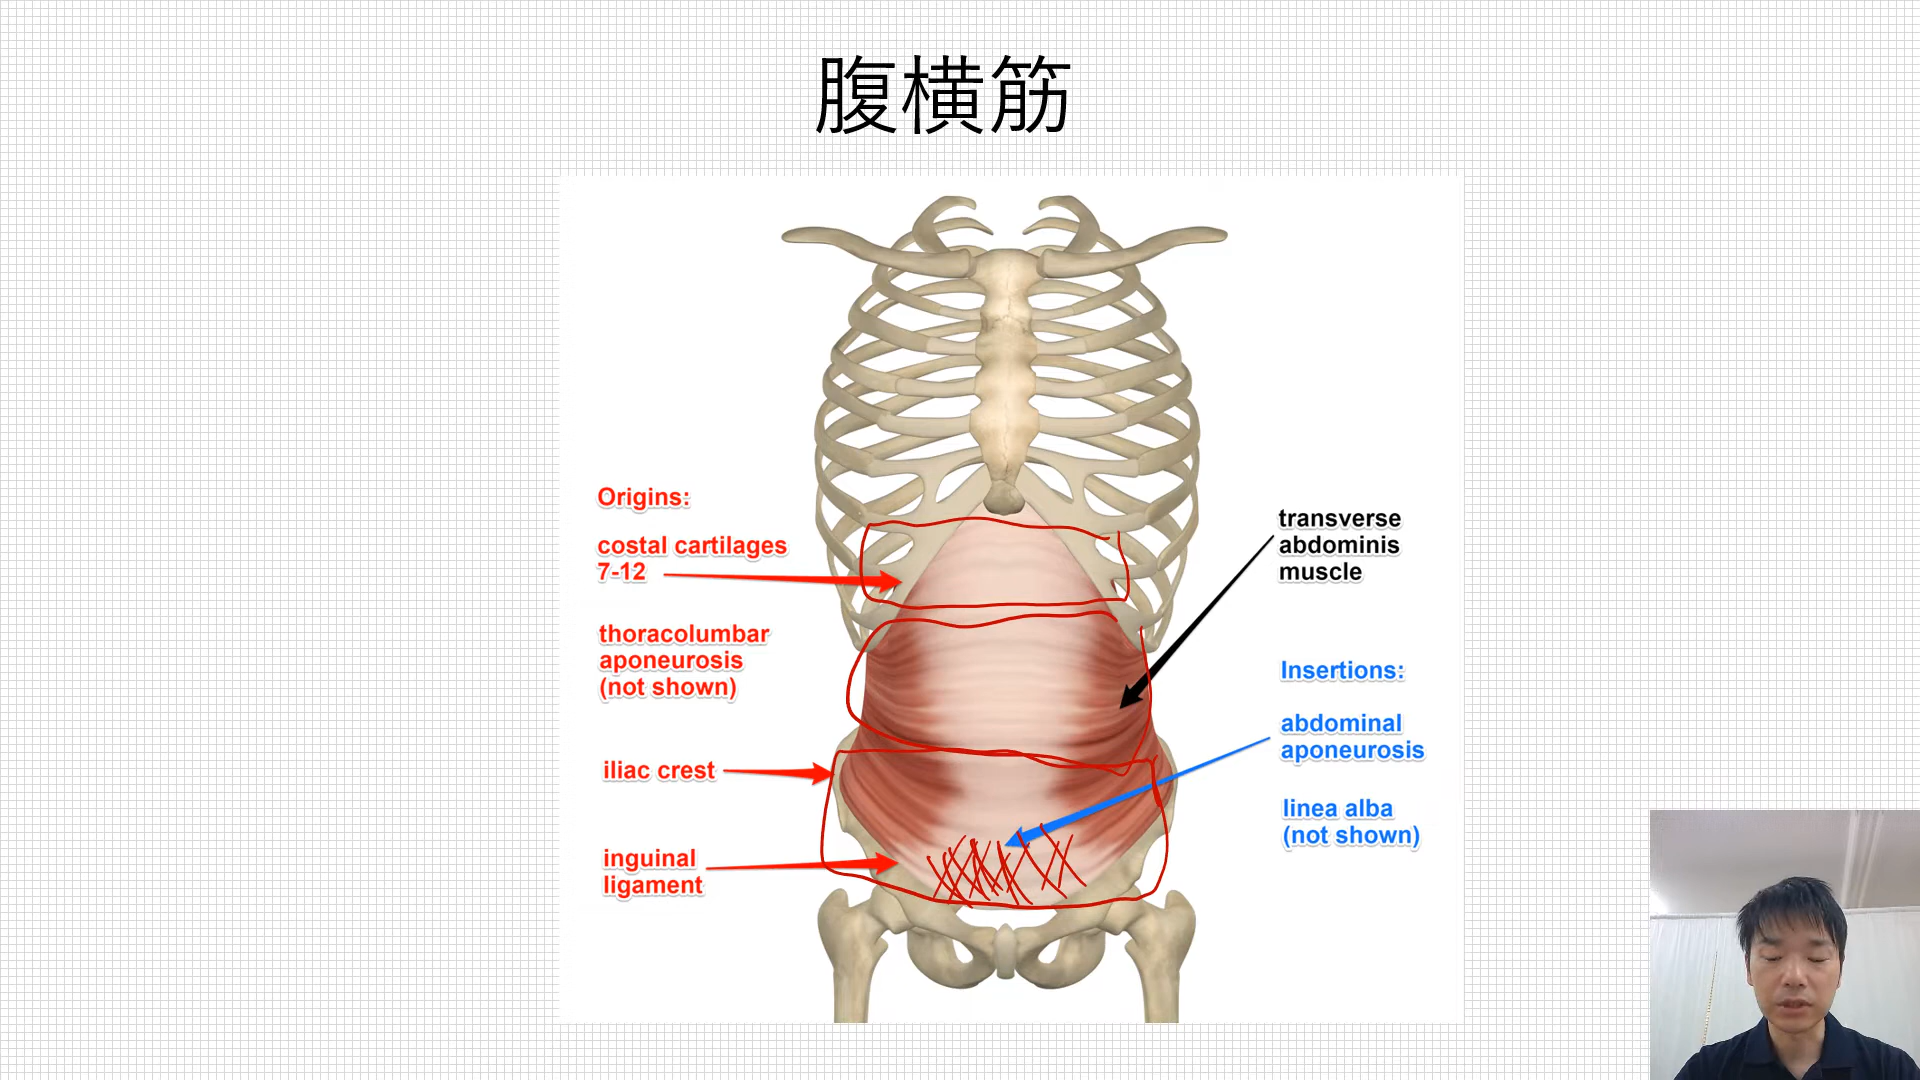 腹横筋
Origins:
costal cartilages
7-12
thoracolumbar
aponeurosis
(not shown)
iliac crest
inguinal
ligament
transverse
abdominis
muscle
Insertions:
abdominal
aponeurosis
linea alba
(not shown)